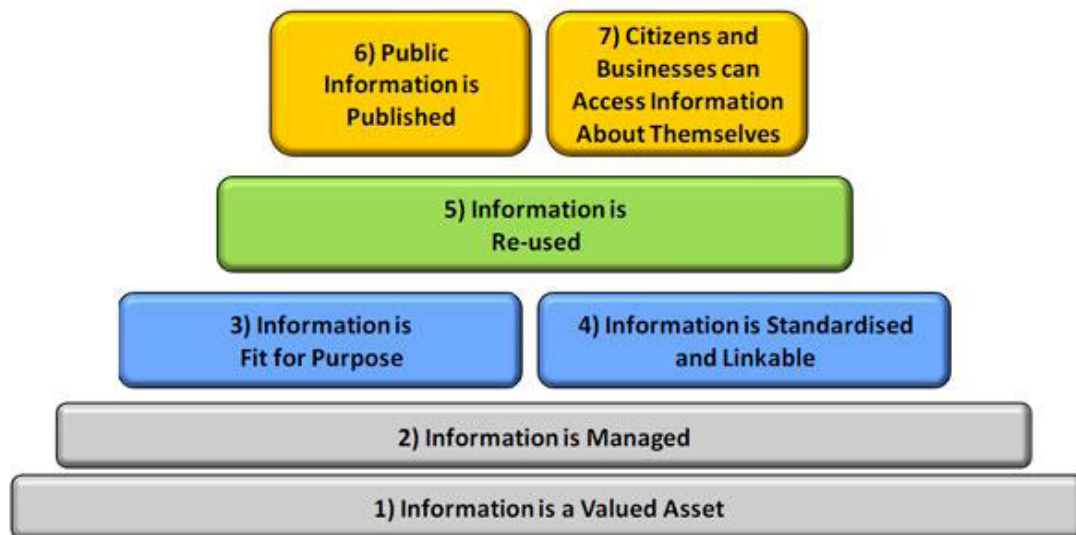 6) Public
Information is
Published
7) Citizens and
Businesses can
Access Information
About Themselves
5) Information is
Re-used
3) Information is
Fit for Purpose
4) Information is Standardised
and Linkable
2) Information is Managed
1) Information is a Valued Asset